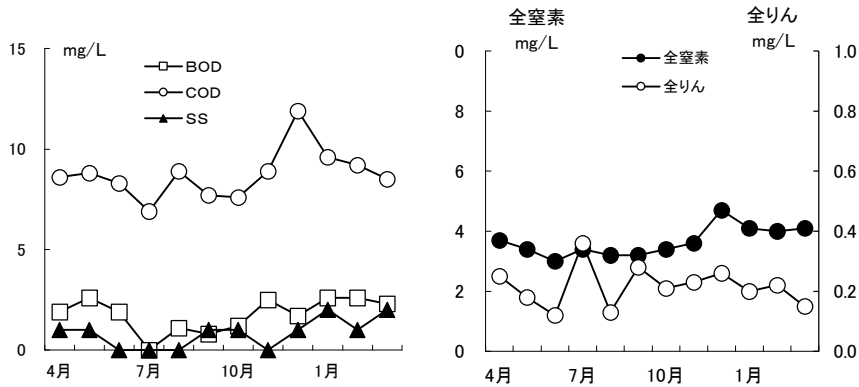 mg/L
BOD
COD
SS
15
10
5
0
4月 7月 10月 1月
全窒素 全りん
mg/L mg/L
全窒素
全りん
0 1.0
8 0.8
6 0.6
4 0.4
2 0.2
0 0.0
4月 7月 10月 1月